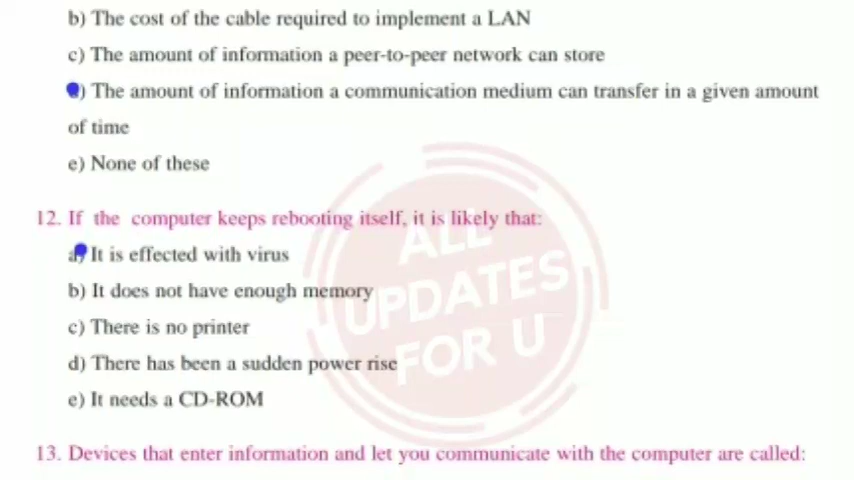 b) The cost of the cable required to implement a LAN
c) The amount of information a peer-to-peer network can store
) The amount of information a communication medium can transfer in a given amount
of time
e) None of these
12. If the computer keeps rebooting itself, it is likely that:
a) It is effected with virus
b) It does not have enough memory
c) There is no printer
d) There has been a sudden power rise
e) It needs a CD-ROM
13. Devices that enter information and let you communicate with the computer are called:
ALL
UPDATES
FOR U